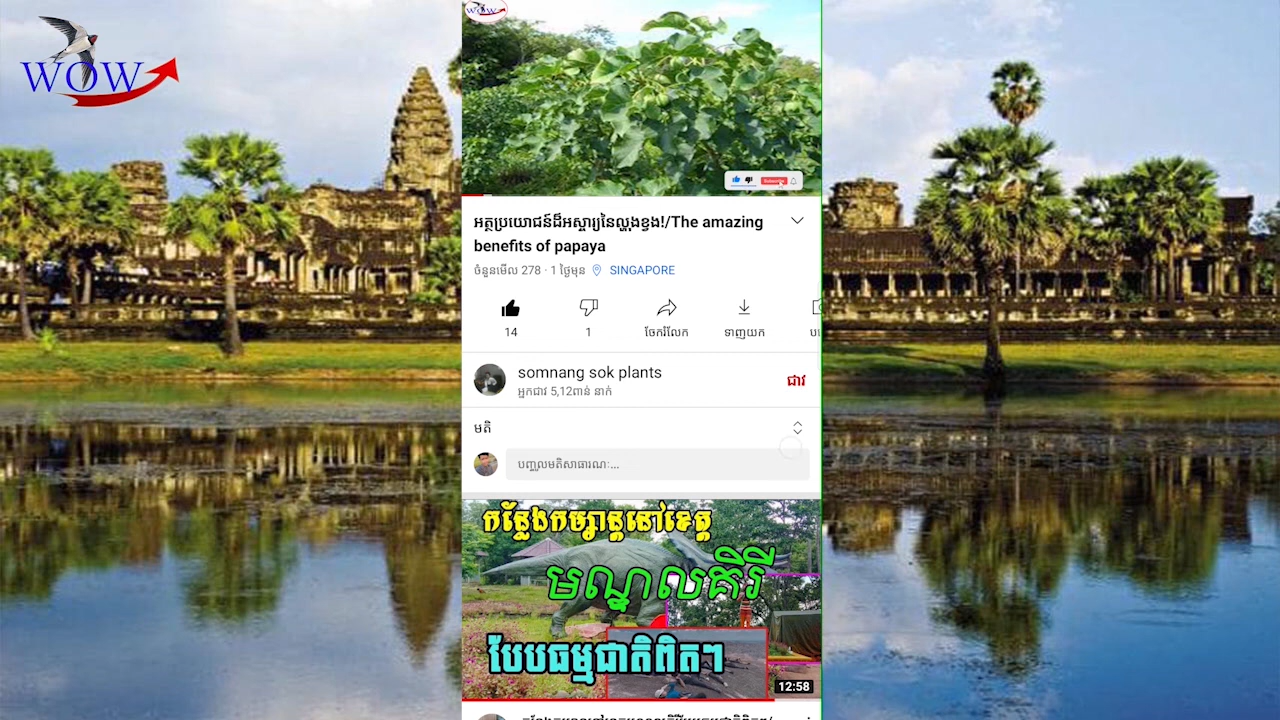 WOW
WOW
Subscribe
អត្ថប្រយោជន៍ដ៏អស្ចារ្យនៃល្ហុងខ្វង!/The amazing
benefits of papaya
ចំនួនមើល 278 · 1 ថ្ងៃមុន SINGAPORE
14
1
ចែករំលែក
ទាញយក
somnang sok plants
អ្នកជាវ 5,12ពាន់ នាក់
ជាវ
មតិ
បញ្ចូលមតិសាធារណៈ...
កន្លែងកម្សាន្តនៅខេត្ត
មណ្ឌលគិរី
បែបធម្មជាតិពិតៗ
12:58